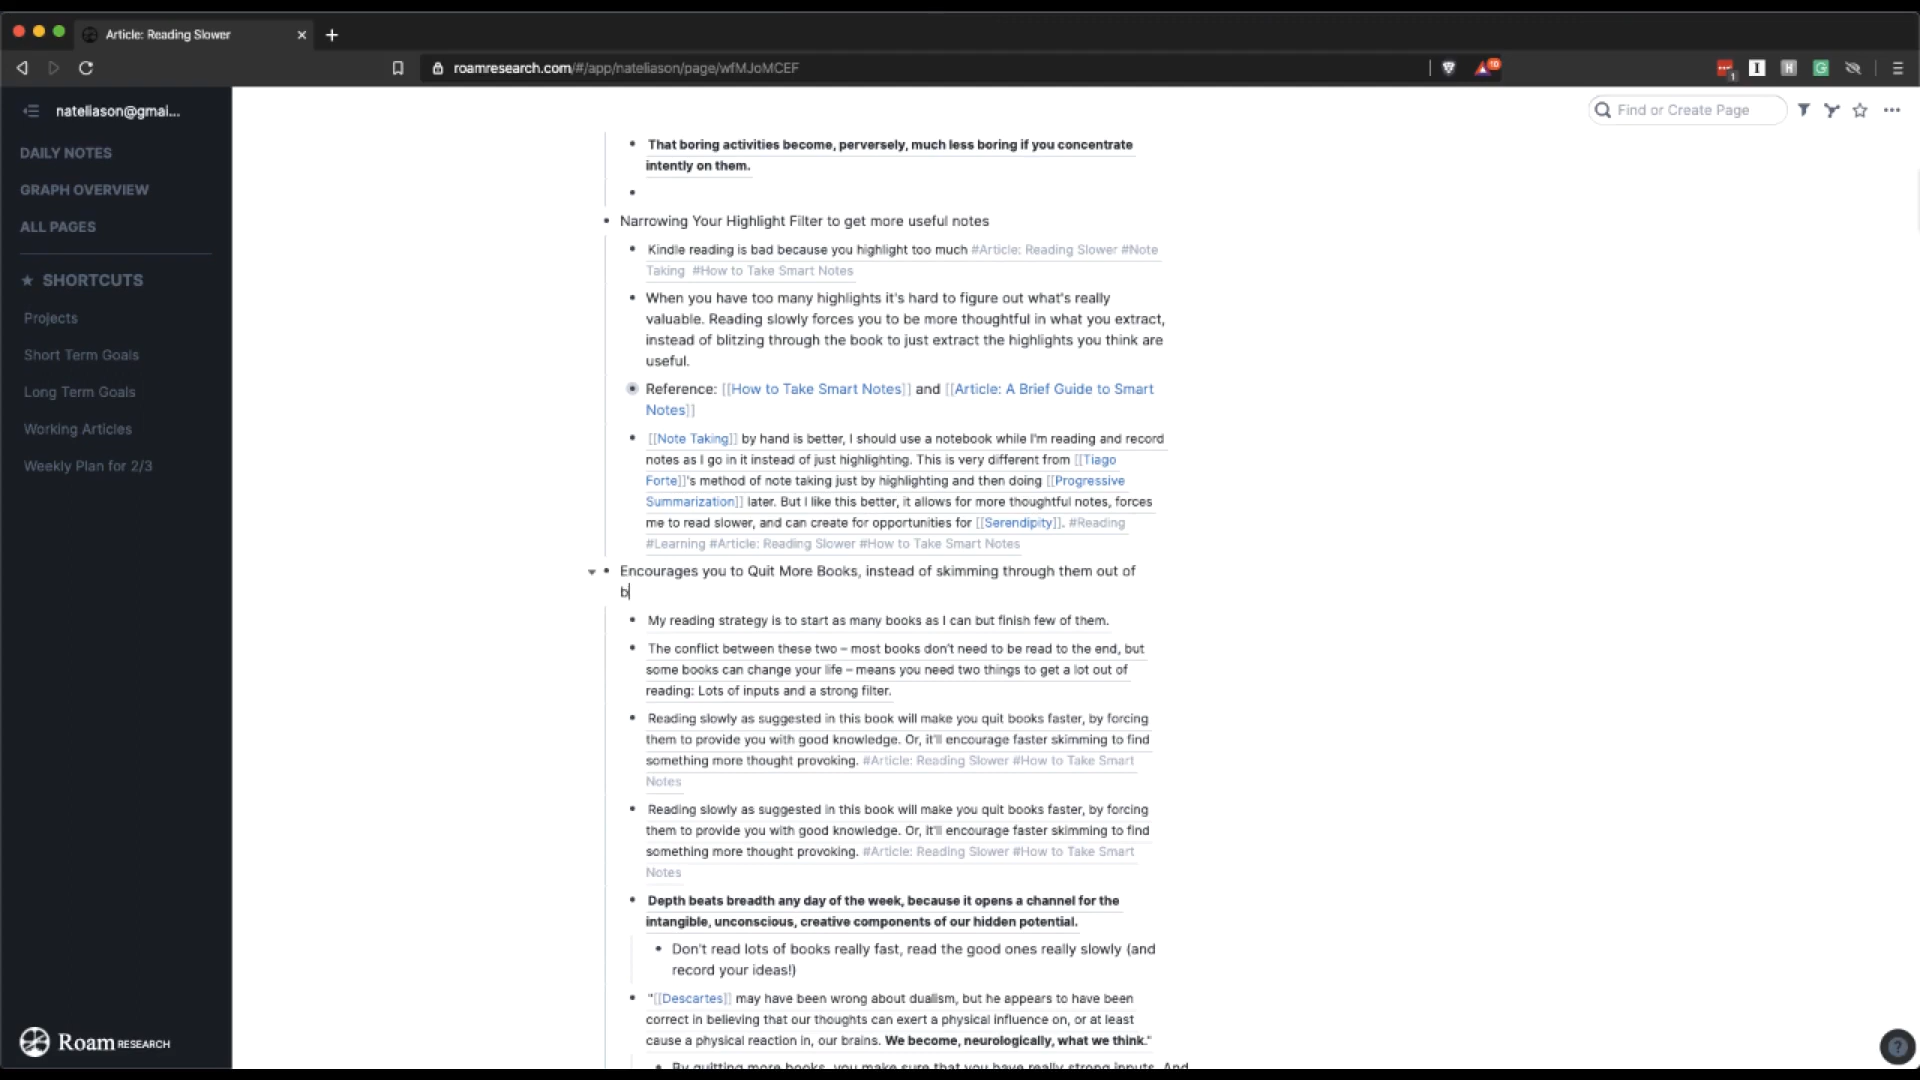 Article: Reading Slower
roamresearch.com/#/app/nateliason/page/wfMJoMCEF
10
1
nateliason@gmai...
Find or Create Page
DAILY NOTES
GRAPH OVERVIEW
ALL PAGES
SHORTCUTS
Projects
Short Term Goals
Long Term Goals
Working Articles
Weekly Plan for 2/3
Roam RESEARCH
That boring activities become, perversely, much less boring if you concentrate
intently on them.
Narrowing Your Highlight Filter to get more useful notes
Kindle reading is bad because you highlight too much #Article: Reading Slower #Note
Taking #How to Take Smart Notes
When you have too many highlights it's hard to figure out what's really
valuable. Reading slowly forces you to be more thoughtful in what you extract,
instead of blitzing through the book to just extract the highlights you think are
useful.
Reference: [[How to Take Smart Notes]] and [[Article: A Brief Guide to Smart
Notes]]
[[Note Taking]] by hand is better, I should use a notebook while I'm reading and record
notes as I go in it instead of just highlighting. This is very different from [[Tiago
Forte]]'s method of note taking just by highlighting and then doing [[Progressive
Summarization]] later. But I like this better, it allows for more thoughtful notes, forces
me to read slower, and can create for opportunities for [[Serendipity]]. #Reading
#Learning #Article: Reading Slower #How to Take Smart Notes
Encourages you to Quit More Books, instead of skimming through them out of
b
My reading strategy is to start as many books as I can but finish few of them.
The conflict between these two – most books don't need to be read to the end, but
some books can change your life – means you need two things to get a lot out of
reading: Lots of inputs and a strong filter.
Reading slowly as suggested in this book will make you quit books faster, by forcing
them to provide you with good knowledge. Or, it'll encourage faster skimming to find
something more thought provoking. #Article: Reading Slower #How to Take Smart
Notes
Reading slowly as suggested in this book will make you quit books faster, by forcing
them to provide you with good knowledge. Or, it'll encourage faster skimming to find
something more thought provoking. #Article: Reading Slower #How to Take Smart
Notes
Depth beats breadth any day of the week, because it opens a channel for the
intangible, unconscious, creative components of our hidden potential.
Don't read lots of books really fast, read the good ones really slowly (and
record your ideas!)
"[[Descartes]] may have been wrong about dualism, but he appears to have been
correct in believing that our thoughts can exert a physical influence on, or at least
cause a physical reaction in, our brains. We become, neurologically, what we think."
By quitting more books, you make sure that you have really strong inputs. And